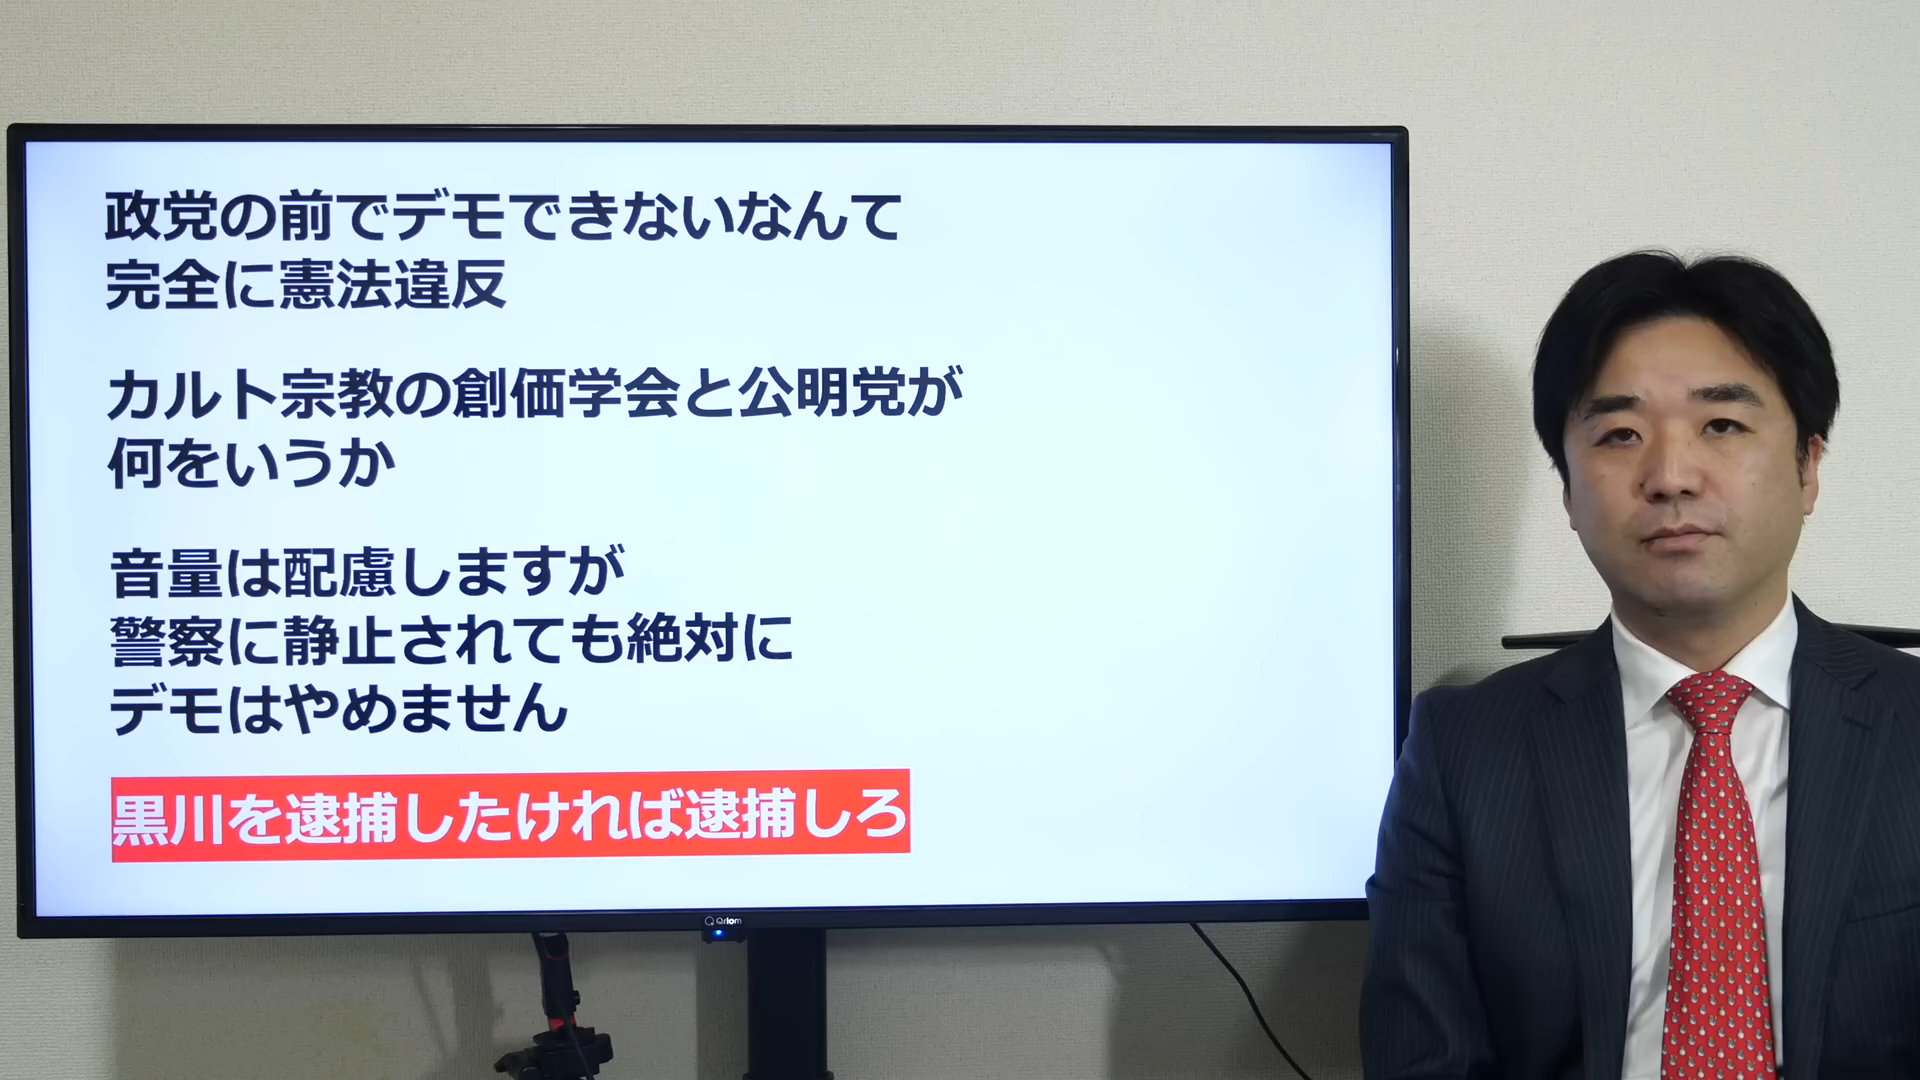 政党の前でデモできないなんて
完全に憲法違反
カルト宗教の創価学会と公明党が
何をいうか
音量は配慮しますが
警察に静止されても絶対に
デモはやめません
黒川を逮捕したければ逮捕しろ
Qriom